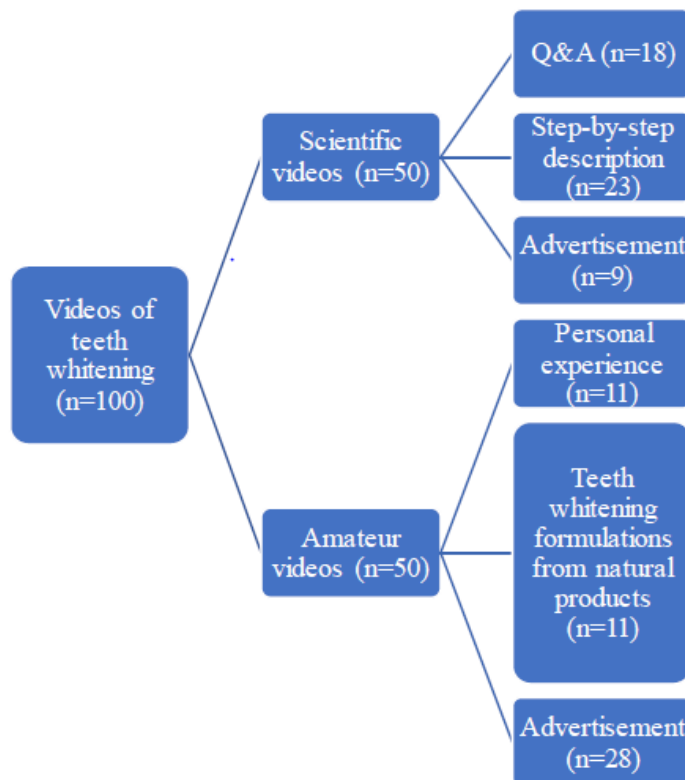 Videos of
teeth
whitening
(n=100)
Scientific
videos (n=50)
Q&A (n=18)
Step-by-step
description
(n=23)
Advertisement
(n=9)
Amateur
videos (n=50)
Personal
experience
(n=11)
Teeth
whitening
formulations
from natural
products
(n=11)
Advertisement
(n=28)